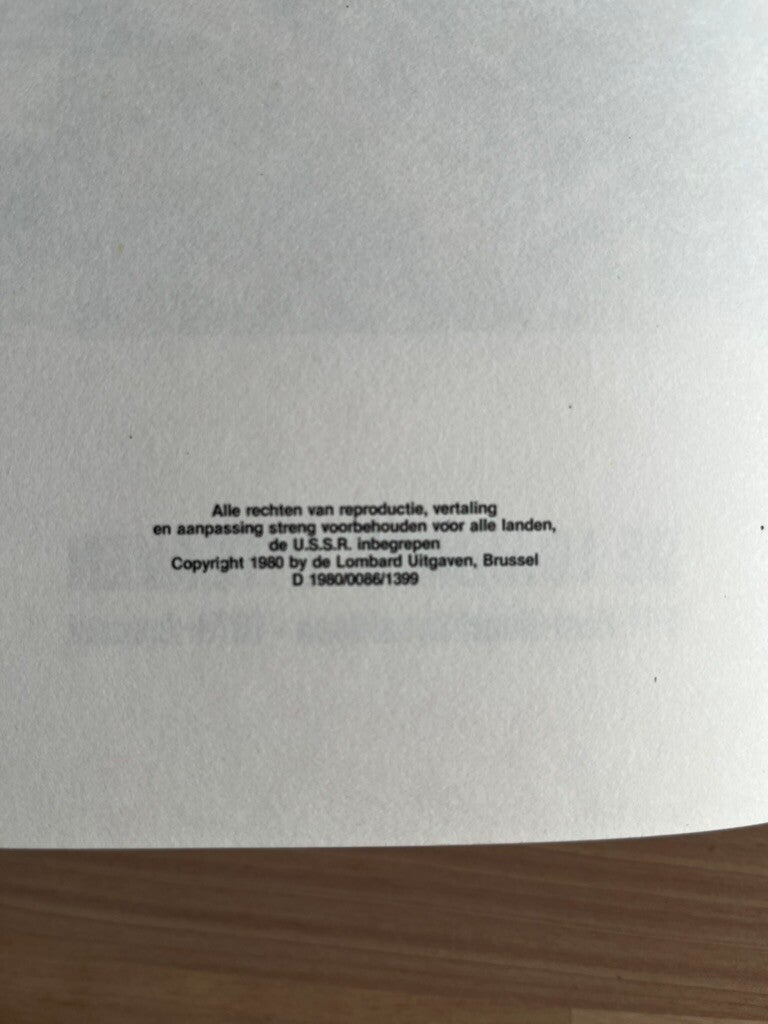 Alle rechten van reproductie, vertaling
en aanpassing streng voorbehouden voor alle landen,
de U.S.S.R. inbegrepen
Copyright 1980 by de Lombard Uitgaven, Brussel
D 1980/0086/1399